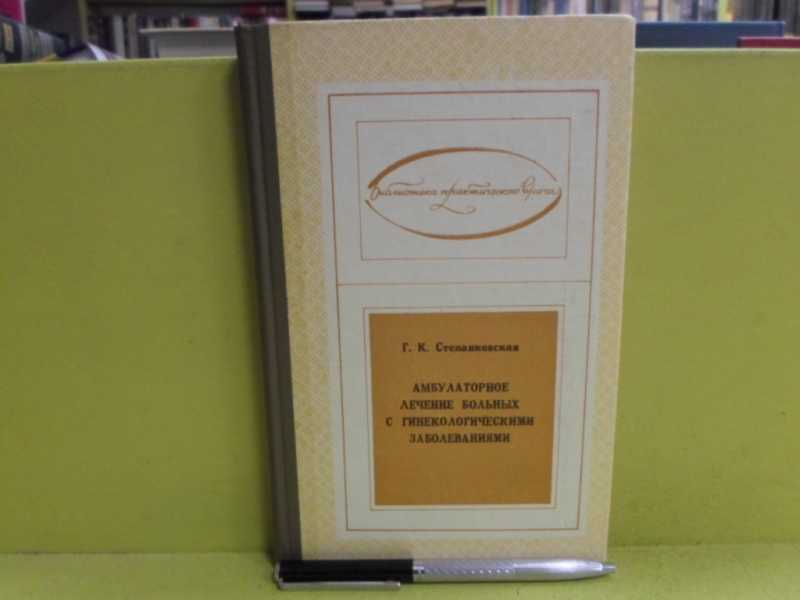 Библиотека практического врача
Г. К. Степанковская
АМБУЛАТОРНОЕ
ЛЕЧЕНИЕ БОЛЬНЫХ
С ГИНЕКОЛОГИЧЕСКИМИ
ЗАБОЛЕВАНИЯМИ